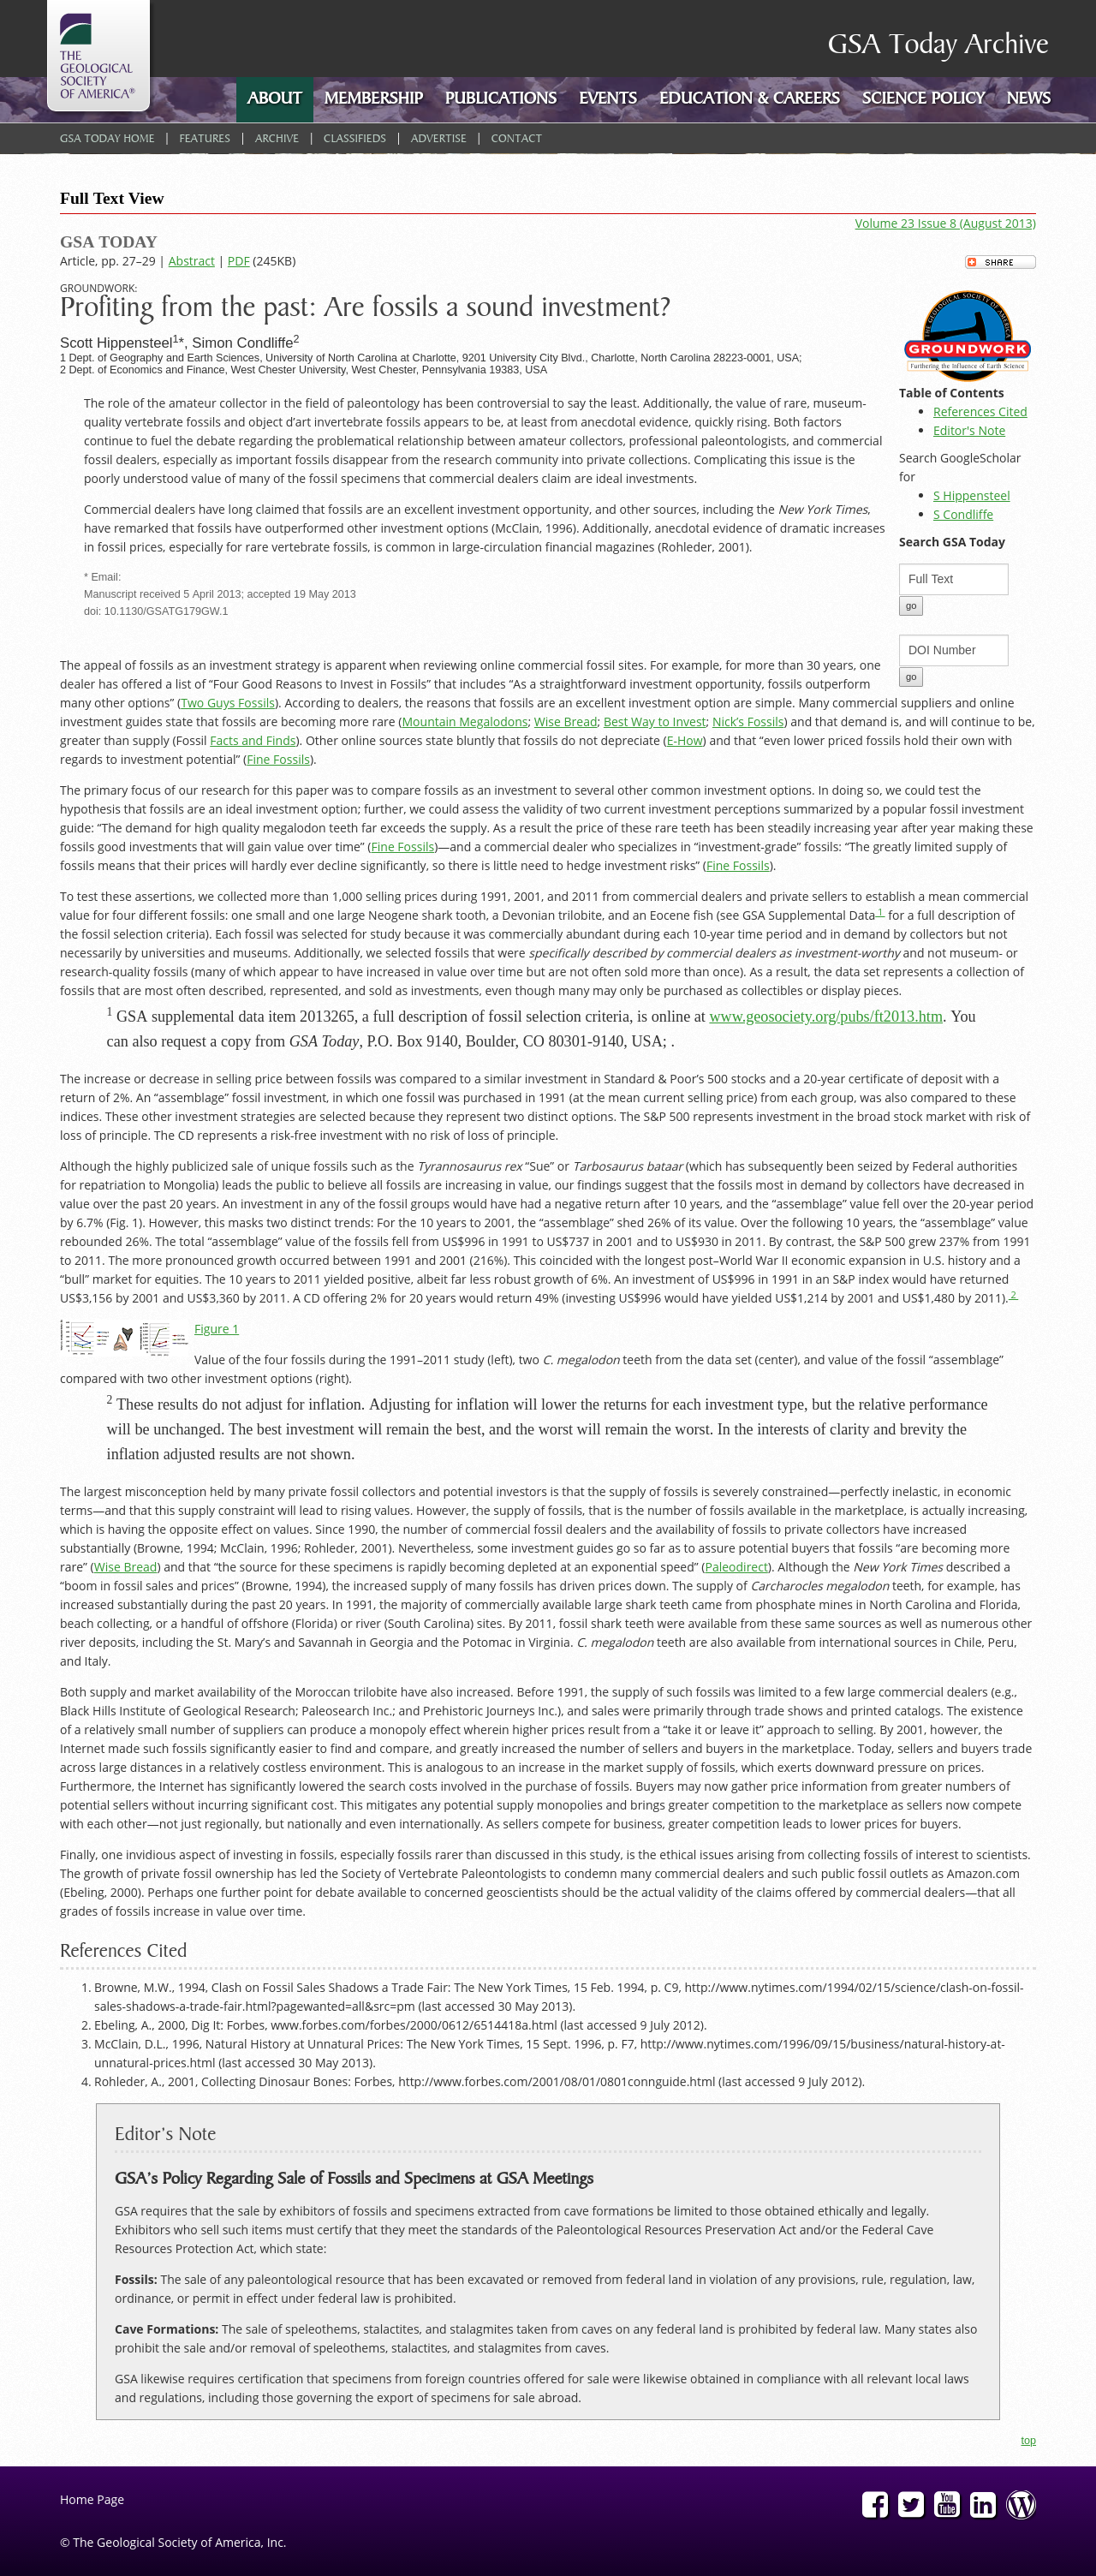 THE
GEOLOGICAL
SOCIETY
OF AMERICA®
GSA Today Archive
ABOUT MEMBERSHIP PUBLICATIONS EVENTS EDUCATION & CAREERS SCIENCE POLICY NEWS
GSA TODAY HOME | FEATURES | ARCHIVE | CLASSIFIEDS | ADVERTISE | CONTACT
Full Text View
Volume 23 Issue 8 (August 2013)
GSA TODAY
Article, pp. 27–29 | Abstract | PDF (245KB)
SHARE
GROUNDWORK:
Profiting from the past: Are fossils a sound investment?
Scott Hippensteel1*, Simon Condliffe2
1 Dept. of Geography and Earth Sciences, University of North Carolina at Charlotte, 9201 University City Blvd., Charlotte, North Carolina 28223-0001, USA;
2 Dept. of Economics and Finance, West Chester University, West Chester, Pennsylvania 19383, USA
THE GEOLOGICAL SOCIETY OF AMERICA
GROUNDWORK
Furthering the Influence of Earth Science
Table of Contents
References Cited
Editor's Note
Search GoogleScholar
for
S Hippensteel
S Condliffe
Search GSA Today
Full Text
go
DOI Number
go
The role of the amateur collector in the field of paleontology has been controversial to say the least. Additionally, the value of rare, museum-
quality vertebrate fossils and object d’art invertebrate fossils appears to be, at least from anecdotal evidence, quickly rising. Both factors
continue to fuel the debate regarding the problematical relationship between amateur collectors, professional paleontologists, and commercial
fossil dealers, especially as important fossils disappear from the research community into private collections. Complicating this issue is the
poorly understood value of many of the fossil specimens that commercial dealers claim are ideal investments.
Commercial dealers have long claimed that fossils are an excellent investment opportunity, and other sources, including the New York Times,
have remarked that fossils have outperformed other investment options (McClain, 1996). Additionally, anecdotal evidence of dramatic increases
in fossil prices, especially for rare vertebrate fossils, is common in large-circulation financial magazines (Rohleder, 2001).
* Email:
Manuscript received 5 April 2013; accepted 19 May 2013
doi: 10.1130/GSATG179GW.1
The appeal of fossils as an investment strategy is apparent when reviewing online commercial fossil sites. For example, for more than 30 years, one
dealer has offered a list of “Four Good Reasons to Invest in Fossils” that includes “As a straightforward investment opportunity, fossils outperform
many other options” (Two Guys Fossils). According to dealers, the reasons that fossils are an excellent investment option are simple. Many commercial suppliers and online
investment guides state that fossils are becoming more rare (Mountain Megalodons; Wise Bread; Best Way to Invest; Nick’s Fossils) and that demand is, and will continue to be,
greater than supply (Fossil Facts and Finds). Other online sources state bluntly that fossils do not depreciate (E-How) and that “even lower priced fossils hold their own with
regards to investment potential” (Fine Fossils).
The primary focus of our research for this paper was to compare fossils as an investment to several other common investment options. In doing so, we could test the
hypothesis that fossils are an ideal investment option; further, we could assess the validity of two current investment perceptions summarized by a popular fossil investment
guide: “The demand for high quality megalodon teeth far exceeds the supply. As a result the price of these rare teeth has been steadily increasing year after year making these
fossils good investments that will gain value over time” (Fine Fossils)—and a commercial dealer who specializes in “investment-grade” fossils: “The greatly limited supply of
fossils means that their prices will hardly ever decline significantly, so there is little need to hedge investment risks” (Fine Fossils).
To test these assertions, we collected more than 1,000 selling prices during 1991, 2001, and 2011 from commercial dealers and private sellers to establish a mean commercial
value for four different fossils: one small and one large Neogene shark tooth, a Devonian trilobite, and an Eocene fish (see GSA Supplemental Data 1 for a full description of
the fossil selection criteria). Each fossil was selected for study because it was commercially abundant during each 10-year time period and in demand by collectors but not
necessarily by universities and museums. Additionally, we selected fossils that were specifically described by commercial dealers as investment-worthy and not museum- or
research-quality fossils (many of which appear to have increased in value over time but are not often sold more than once). As a result, the data set represents a collection of
fossils that are most often described, represented, and sold as investments, even though many may only be purchased as collectibles or display pieces.
1 GSA supplemental data item 2013265, a full description of fossil selection criteria, is online at www.geosociety.org/pubs/ft2013.htm. You
can also request a copy from GSA Today, P.O. Box 9140, Boulder, CO 80301-9140, USA; .
The increase or decrease in selling price between fossils was compared to a similar investment in Standard & Poor’s 500 stocks and a 20-year certificate of deposit with a
return of 2%. An “assemblage” fossil investment, in which one fossil was purchased in 1991 (at the mean current selling price) from each group, was also compared to these
indices. These other investment strategies are selected because they represent two distinct options. The S&P 500 represents investment in the broad stock market with risk of
loss of principle. The CD represents a risk-free investment with no risk of loss of principle.
Although the highly publicized sale of unique fossils such as the Tyrannosaurus rex “Sue” or Tarbosaurus bataar (which has subsequently been seized by Federal authorities
for repatriation to Mongolia) leads the public to believe all fossils are increasing in value, our findings suggest that the fossils most in demand by collectors have decreased in
value over the past 20 years. An investment in any of the fossil groups would have had a negative return after 10 years, and the “assemblage” value fell over the 20-year period
by 6.7% (Fig. 1). However, this masks two distinct trends: For the 10 years to 2001, the “assemblage” shed 26% of its value. Over the following 10 years, the “assemblage” value
rebounded 26%. The total “assemblage” value of the fossils fell from US$996 in 1991 to US$737 in 2001 and to US$930 in 2011. By contrast, the S&P 500 grew 237% from 1991
to 2011. The more pronounced growth occurred between 1991 and 2001 (216%). This coincided with the longest post–World War II economic expansion in U.S. history and a
“bull” market for equities. The 10 years to 2011 yielded positive, albeit far less robust growth of 6%. An investment of US$996 in 1991 in an S&P index would have returned
US$3,156 by 2001 and US$3,360 by 2011. A CD offering 2% for 20 years would return 49% (investing US$996 would have yielded US$1,214 by 2001 and US$1,480 by 2011). 2
Figure 1
Value of the four fossils during the 1991–2011 study (left), two C. megalodon teeth from the data set (center), and value of the fossil “assemblage”
compared with two other investment options (right).
2 These results do not adjust for inflation. Adjusting for inflation will lower the returns for each investment type, but the relative performance
will be unchanged. The best investment will remain the best, and the worst will remain the worst. In the interests of clarity and brevity the
inflation adjusted results are not shown.
The largest misconception held by many private fossil collectors and potential investors is that the supply of fossils is severely constrained—perfectly inelastic, in economic
terms—and that this supply constraint will lead to rising values. However, the supply of fossils, that is the number of fossils available in the marketplace, is actually increasing,
which is having the opposite effect on values. Since 1990, the number of commercial fossil dealers and the availability of fossils to private collectors have increased
substantially (Browne, 1994; McClain, 1996; Rohleder, 2001). Nevertheless, some investment guides go so far as to assure potential buyers that fossils “are becoming more
rare” (Wise Bread) and that “the source for these specimens is rapidly becoming depleted at an exponential speed” (Paleodirect). Although the New York Times described a
“boom in fossil sales and prices” (Browne, 1994), the increased supply of many fossils has driven prices down. The supply of Carcharocles megalodon teeth, for example, has
increased substantially during the past 20 years. In 1991, the majority of commercially available large shark teeth came from phosphate mines in North Carolina and Florida,
beach collecting, or a handful of offshore (Florida) or river (South Carolina) sites. By 2011, fossil shark teeth were available from these same sources as well as numerous other
river deposits, including the St. Mary’s and Savannah in Georgia and the Potomac in Virginia. C. megalodon teeth are also available from international sources in Chile, Peru,
and Italy.
Both supply and market availability of the Moroccan trilobite have also increased. Before 1991, the supply of such fossils was limited to a few large commercial dealers (e.g.,
Black Hills Institute of Geological Research; Paleosearch Inc.; and Prehistoric Journeys Inc.), and sales were primarily through trade shows and printed catalogs. The existence
of a relatively small number of suppliers can produce a monopoly effect wherein higher prices result from a “take it or leave it” approach to selling. By 2001, however, the
Internet made such fossils significantly easier to find and compare, and greatly increased the number of sellers and buyers in the marketplace. Today, sellers and buyers trade
across large distances in a relatively costless environment. This is analogous to an increase in the market supply of fossils, which exerts downward pressure on prices.
Furthermore, the Internet has significantly lowered the search costs involved in the purchase of fossils. Buyers may now gather price information from greater numbers of
potential sellers without incurring significant cost. This mitigates any potential supply monopolies and brings greater competition to the marketplace as sellers now compete
with each other—not just regionally, but nationally and even internationally. As sellers compete for business, greater competition leads to lower prices for buyers.
Finally, one invidious aspect of investing in fossils, especially fossils rarer than discussed in this study, is the ethical issues arising from collecting fossils of interest to scientists.
The growth of private fossil ownership has led the Society of Vertebrate Paleontologists to condemn many commercial dealers and such public fossil outlets as Amazon.com
(Ebeling, 2000). Perhaps one further point for debate available to concerned geoscientists should be the actual validity of the claims offered by commercial dealers—that all
grades of fossils increase in value over time.
References Cited
1. Browne, M.W., 1994, Clash on Fossil Sales Shadows a Trade Fair: The New York Times, 15 Feb. 1994, p. C9, http://www.nytimes.com/1994/02/15/science/clash-on-fossil-
sales-shadows-a-trade-fair.html?pagewanted=all&src=pm (last accessed 30 May 2013).
2. Ebeling, A., 2000, Dig It: Forbes, www.forbes.com/forbes/2000/0612/6514418a.html (last accessed 9 July 2012).
3. McClain, D.L., 1996, Natural History at Unnatural Prices: The New York Times, 15 Sept. 1996, p. F7, http://www.nytimes.com/1996/09/15/business/natural-history-at-
unnatural-prices.html (last accessed 30 May 2013).
4. Rohleder, A., 2001, Collecting Dinosaur Bones: Forbes, http://www.forbes.com/2001/08/01/0801connguide.html (last accessed 9 July 2012).
Editor’s Note
GSA’s Policy Regarding Sale of Fossils and Specimens at GSA Meetings
GSA requires that the sale by exhibitors of fossils and specimens extracted from cave formations be limited to those obtained ethically and legally.
Exhibitors who sell such items must certify that they meet the standards of the Paleontological Resources Preservation Act and/or the Federal Cave
Resources Protection Act, which state:
Fossils: The sale of any paleontological resource that has been excavated or removed from federal land in violation of any provisions, rule, regulation, law,
ordinance, or permit in effect under federal law is prohibited.
Cave Formations: The sale of speleothems, stalactites, and stalagmites taken from caves on any federal land is prohibited by federal law. Many states also
prohibit the sale and/or removal of speleothems, stalactites, and stalagmites from caves.
GSA likewise requires certification that specimens from foreign countries offered for sale were likewise obtained in compliance with all relevant local laws
and regulations, including those governing the export of specimens for sale abroad.
top
Home Page
You Tube
© The Geological Society of America, Inc.